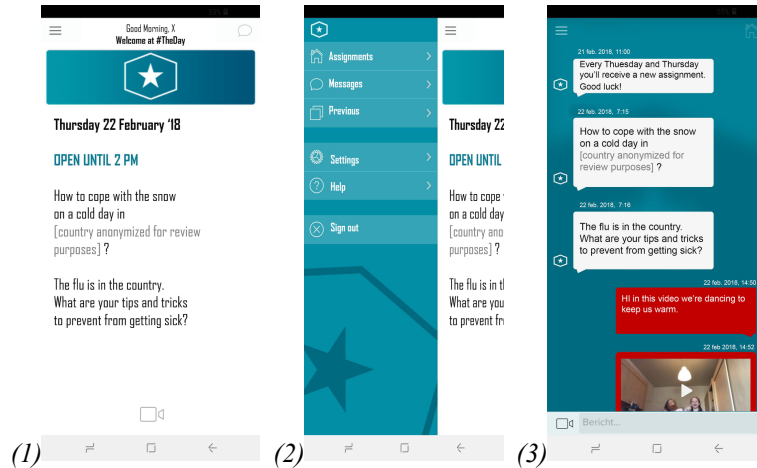 Good Morning, X
Welcome at #TheDay
Thursday 22 February '18
OPEN UNTIL 2 PM
How to cope with the snow
on a cold day in
[country anonymized for review
purposes] ?
The flu is in the country.
What are your tips and tricks
to prevent from getting sick?
(1)
Assignments
Messages
Previous
Settings
Help
Sign out
Thursday 22
OPEN UNTIL
How to cope
on a cold day
[country ano
purposes] ?
The flu is in t
What are you
to prevent fr
(2)
21 feb. 2018, 11:00
Every Thuesday and Thursday
you'll receive a new assignment.
Good luck!
22 feb. 2018, 7:15
How to cope with the snow
on a cold day in
[country anonymized for
review purposes] ?
22 feb. 2018, 7:16
The flu is in the country.
What are your tips and tricks
to prevent from getting sick?
22 feb. 2018, 14:50
HI in this video we're dancing to
keep us warm.
22 feb 2018, 14:52
Bericht...
(3)